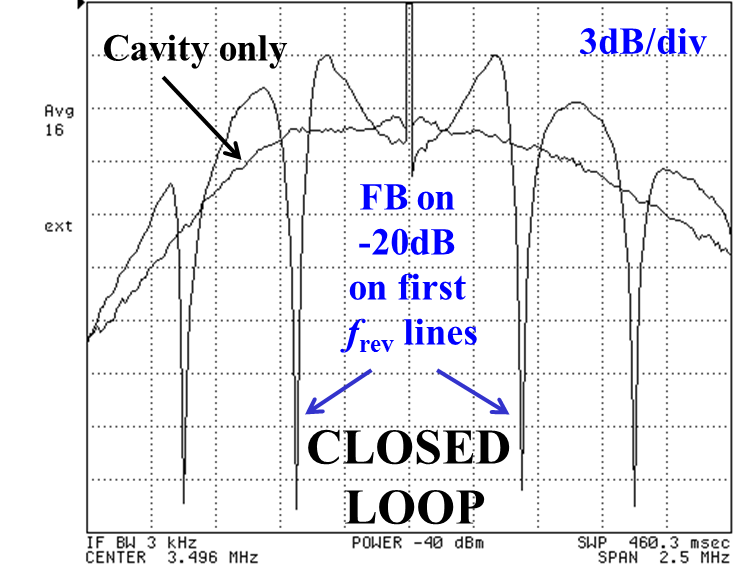 Cavity only
3dB/div
Avg
16
ext
FB on
-20dB
on first
frev lines
CLOSED
LOOP
IF BW 3 kHz POWER -40 dBm SWP 460.3 msec
CENTER 3.496 MHz SPAN 2.5 MHz